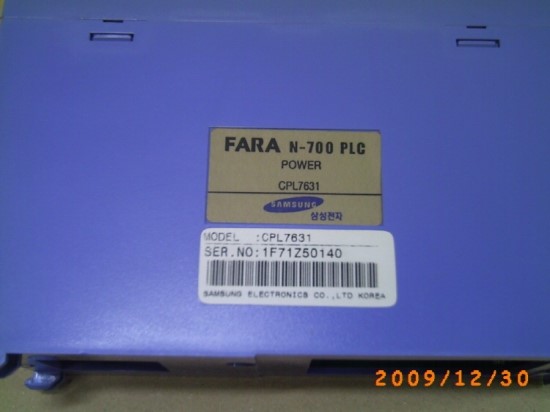 FARA N-700 PLC
POWER
CPL7631
SAMSUNG
삼성전자
MODEL :CPL7631
SER.NO:1F71Z50140
SAMSUNG ELECTRONICS CO.,LTD KOREA
2009/12/30